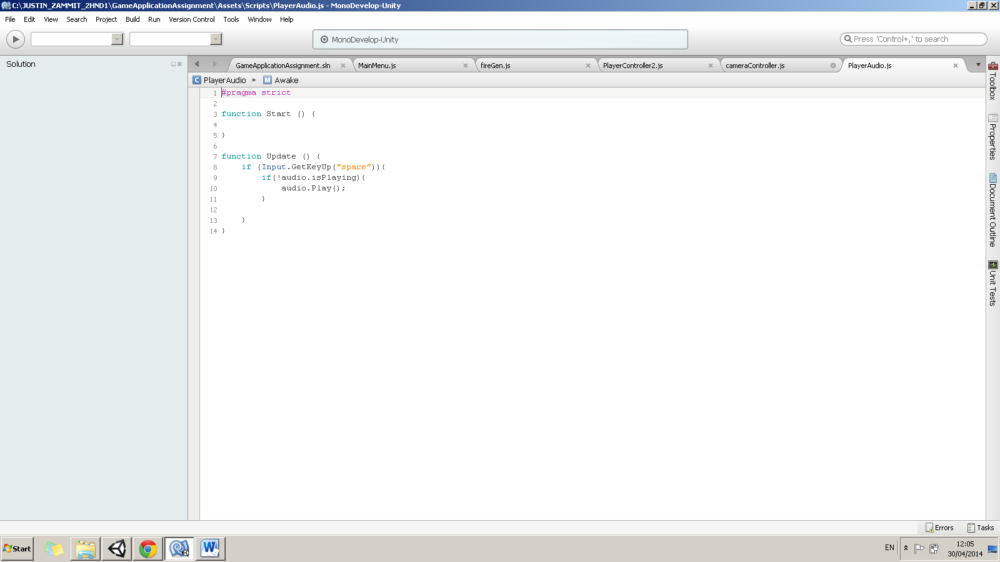 C:\JUSTIN_ZAMMIT_2HND1\GameApplicationAssignment\Assets\Scripts\PlayerAudio.js - MonoDevelop-Unity
File Edit View Search Project Build Run Version Control Tools Window Help
MonoDevelop-Unity
Press 'Control+,' to search
Solution
GameApplicationAssignment.sln MainMenu.js fireGen.js PlayerController2.js cameraController.js PlayerAudio.js
C PlayerAudio M Awake
1 #pragma strict
2
3 function Start () {
4
5 }
6
7 function Update () {
8 if (Input.GetKeyUp("space")){
9 if(!audio.isPlaying){
10 audio.Play();
11 }
12
13 }
14 }
Toolbox
Properties
Document Outline
Unit Tests
Errors Tasks
Start
EN
12:05
30/04/2014